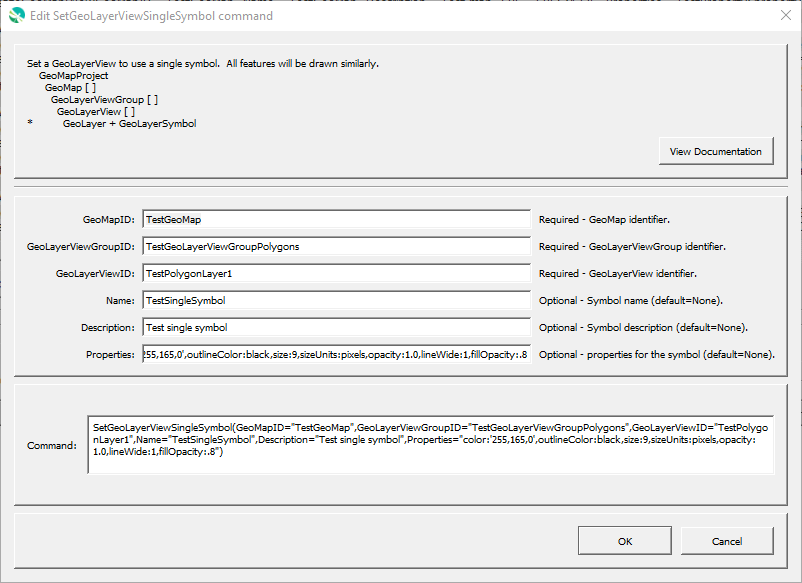 Edit SetGeoLayerViewSingleSymbol command
Set a GeoLayerView to use a single symbol. All features will be drawn similarly.
GeoMapProject
GeoMap [ ]
GeoLayerViewGroup [ ]
GeoLayerView [ ]
* GeoLayer + GeoLayerSymbol
View Documentation
GeoMapID: TestGeoMap Required - GeoMap identifier.
GeoLayerViewGroupID: TestGeoLayerViewGroupPolygons Required - GeoLayerViewGroup identifier.
GeoLayerViewID: TestPolygonLayer1 Required - GeoLayerView identifier.
Name: TestSingleSymbol Optional - Symbol name (default=None).
Description: Test single symbol Optional - Symbol description (default=None).
Properties: 255,165,0',outlineColor:black,size:9,sizeUnits:pixels,opacity:1.0,lineWide:1,fillOpacity:.8 Optional - properties for the symbol (default=None).
SetGeoLayerViewSingleSymbol(GeoMapID="TestGeoMap",GeoLayerViewGroupID="TestGeoLayerViewGroupPolygons",GeoLayerViewID="TestPolygo
Command: nLayer1",Name="TestSingleSymbol",Description="Test single symbol",Properties="color:'255,165,0',outlineColor:black,size:9,sizeUnits:pixels,opacity:
1.0,lineWide:1,fillOpacity:.8")
OK Cancel